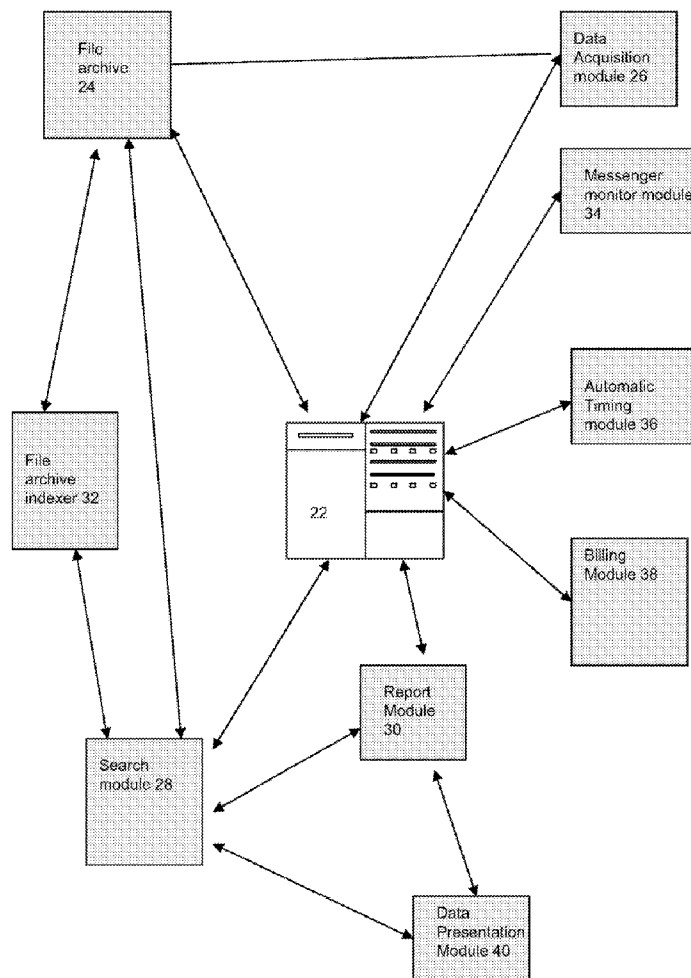 File
archive
24
Data
Acquisition
module 26
Messenger
monitor module
34
Automatic
Timing
module 36
File
archive
indexer 32
22
Billing
Module 38
Report
Module
30
Search
module 28
Data
Presentation
Module 40